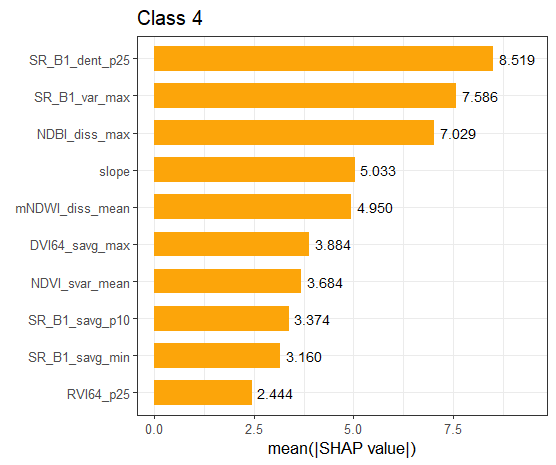 Class 4
SR_B1_dent_p25 8.519
SR_B1_var_max 7.586
NDBI_diss_max 7.029
slope 5.033
mNDWI_diss_mean 4.950
DVI64_savg_max 3.884
NDVI_svar_mean 3.684
SR_B1_savg_p10 3.374
SR_B1_savg_min 3.160
RVI64_p25 2.444
0.0 2.5 5.0 7.5
mean(|SHAP value|)